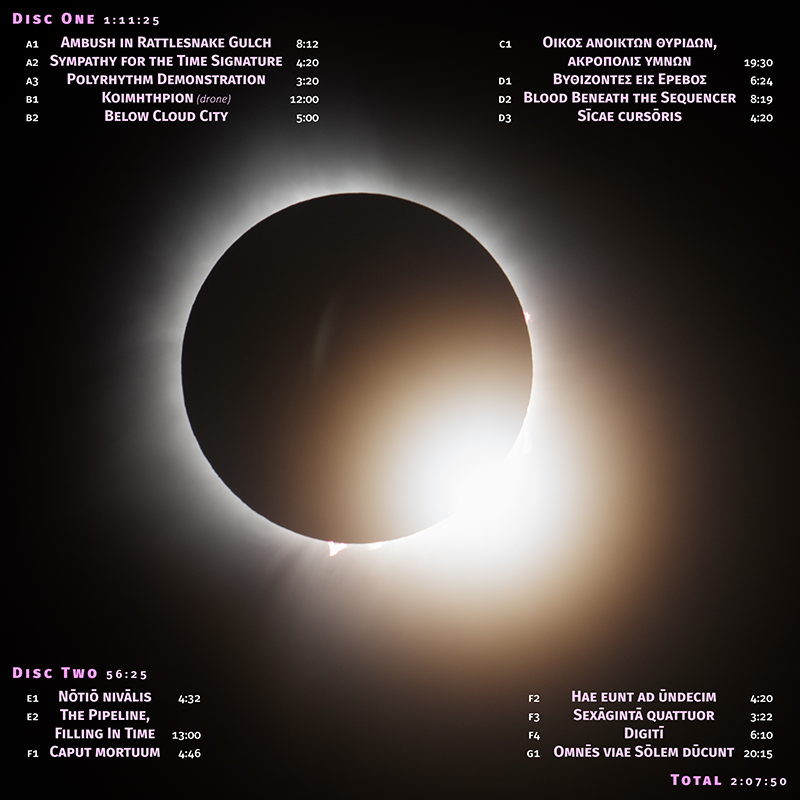 Disc One 1:11:25
A1 Ambush in Rattlesnake Gulch 8:12
A2 Sympathy for the Time Signature 4:20
A3 Polyrhythm Demonstration 3:20
B1 Κοιμητηριον (drone) 12:00
B2 Below Cloud City 5:00
C1 Οικος ανοικτων θυριδων,
ακροπολις υμνων 19:30
D1 Βυθιζοντες εις Ερεβος 6:24
D2 Blood Beneath the Sequencer 8:19
D3 Sīcae cursōris 4:20
Disc Two 56:25
E1 Nōtiō nivālis 4:32
E2 The Pipeline,
Filling In Time 13:00
F1 Caput mortuum 4:46
F2 Hae eunt ad ūndecim 4:20
F3 Sexāgintā quattuor 3:22
F4 Digitī 6:10
G1 Omnēs viae Sōlem dūcunt 20:15
Total 2:07:50